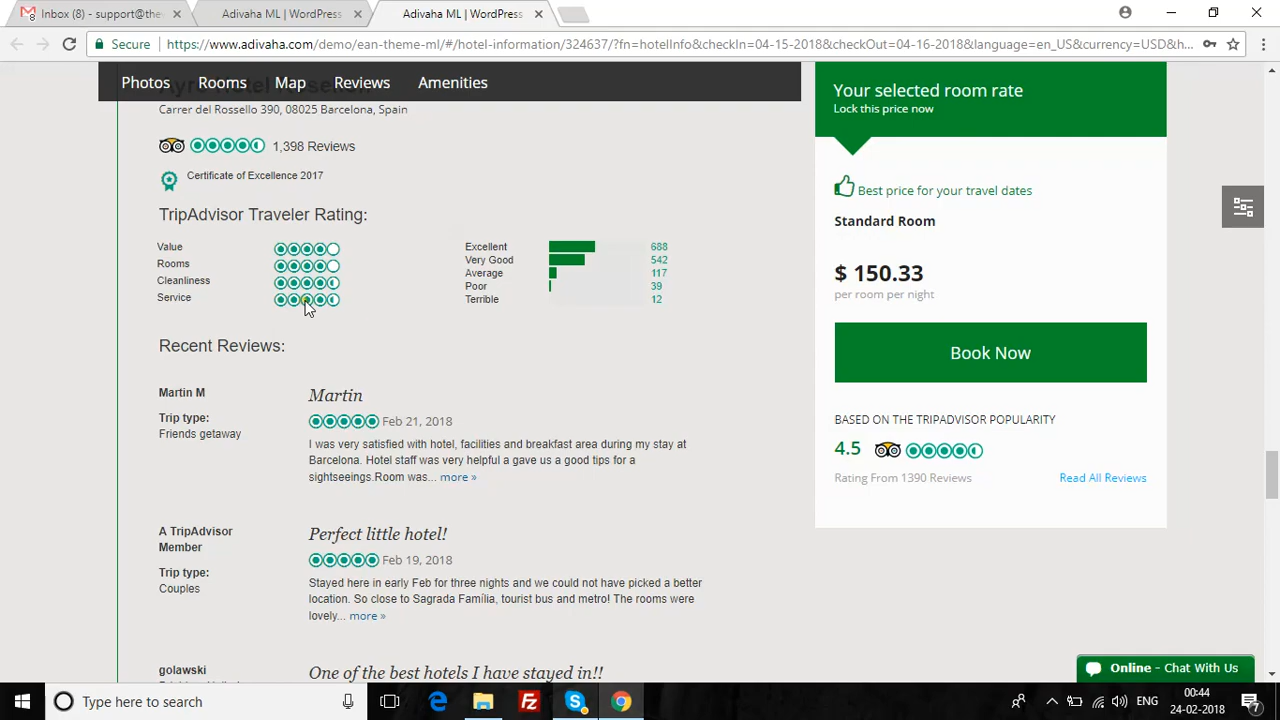 Inbox (8) - support@the
Adivaha ML | WordPress
Adivaha ML | WordPress
Secure
https://www.adivaha.com/demo/ean-theme-ml/#/hotel-information/324637/?fn=hotelInfo&checkIn=04-15-2018&checkOut=04-16-2018&language=en_US&currency=USD&h...
Photos
Rooms
Map
Reviews
Amenities
Carrer del Rossello 390, 08025 Barcelona, Spain
1,398 Reviews
Certificate of Excellence 2017
TripAdvisor Traveler Rating:
Value
Rooms
Cleanliness
Service
Excellent 688
Very Good 542
Average 117
Poor 39
Terrible 12
Recent Reviews:
Martin M
Trip type:
Friends getaway
Martin
Feb 21, 2018
I was very satisfied with hotel, facilities and breakfast area during my stay at
Barcelona. Hotel staff was very helpful a gave us a good tips for a
sightseeings.Room was... more »
A TripAdvisor
Member
Trip type:
Couples
Perfect little hotel!
Feb 19, 2018
Stayed here in early Feb for three nights and we could not have picked a better
location. So close to Sagrada Família, tourist bus and metro! The rooms were
lovely... more »
golawski
One of the best hotels I have stayed in!!
Your selected room rate
Lock this price now
Best price for your travel dates
Standard Room
$ 150.33
per room per night
Book Now
BASED ON THE TRIPADVISOR POPULARITY
4.5
Rating From 1390 Reviews
Read All Reviews
Online - Chat With Us
Type here to search
ENG
00:44
24-02-2018
7